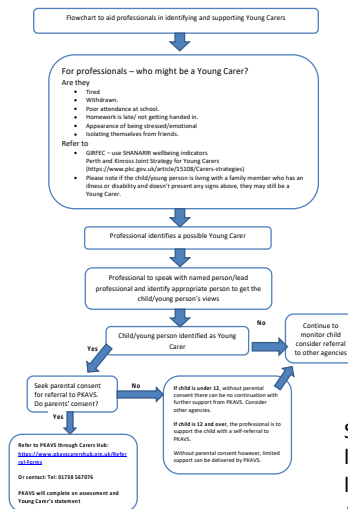 Flowchart to aid professionals in identifying and supporting Young Carers
For professionals – who might be a Young Carer?
Are they
• Tired
• Withdrawn.
• Poor attendance at school.
• Homework is late/ not getting handed in.
• Appearance of being stressed/emotional
• Isolating themselves from friends.
Refer to
• GIRFEC – use SHANARRI wellbeing indicators
Perth and Kinross Joint Strategy for Young Carers
(https://www.pkc.gov.uk/article/15108/Carers-strategies)
• Please note if the child/young person is living with a family member who has an
illness or disability and doesn't present any signs above, they may still be a
Young Carer.
Professional identifies a possible Young Carer
Professional to speak with named person/lead
professional and identify appropriate person to get the
child/young person's views
Child/young person identified as Young
Carer
No
Continue to
monitor child
consider referral
to other agencies
Yes
Seek parental consent
for referral to PKAVS.
Do parents' consent?
No
If child is under 12, without parental
consent there can be no continuation with
further support from PKAVS. Consider
other agencies.
If child is 12 and over, the professional is to
support the child with a self-referral to
PKAVS.
Without parental consent however, limited
support can be delivered by PKAVS.
Yes
Refer to PKAVS through Carers Hub:
https://www.pkavscarershub.org.uk/Refer
ral-Forms
Or contact: Tel: 01738 567076
PKAVS will complete an assessment and
Young Carer's statement